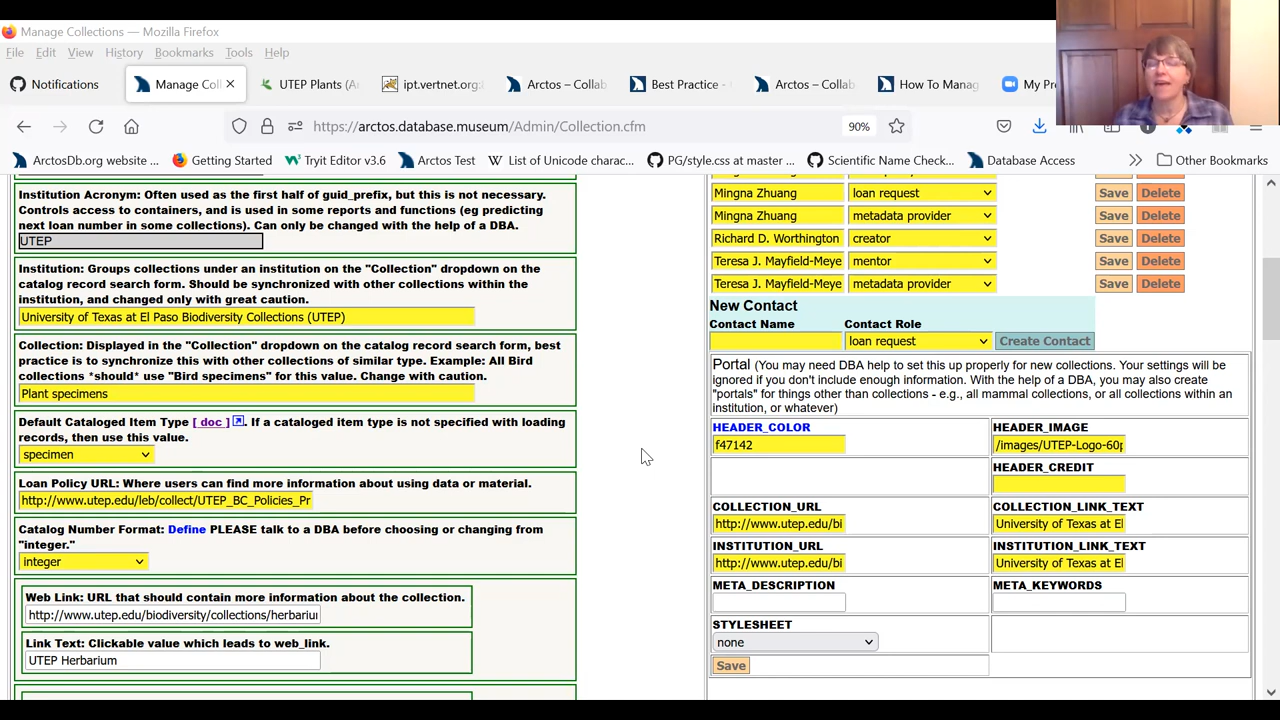 Manage Collections — Mozilla Firefox
File Edit View History Bookmarks Tools Help
Notifications
Manage Coll
UTEP Plants (Ar
ipt.vertnet.org:
Arctos – Collab
Best Practice -
Arctos – Collab
How To Manag
My Pr
https://arctos.database.museum/Admin/Collection.cfm
90%
ArctosDb.org website ...
Getting Started
Tryit Editor v3.6
Arctos Test
List of Unicode charac...
PG/style.css at master ...
Scientific Name Check...
Database Access
Other Bookmarks
Institution Acronym: Often used as the first half of guid_prefix, but this is not necessary.
Controls access to containers, and is used in some reports and functions (eg predicting
next loan number in some collections). Can only be changed with the help of a DBA.
UTEP
Institution: Groups collections under an institution on the "Collection" dropdown on the
catalog record search form. Should be synchronized with other collections within the
institution, and changed only with great caution.
University of Texas at El Paso Biodiversity Collections (UTEP)
Collection: Displayed in the "Collection" dropdown on the catalog record search form, best
practice is to synchronize this with other collections of similar type. Example: All Bird
collections *should* use "Bird specimens" for this value. Change with caution.
Plant specimens
Default Cataloged Item Type [ doc ]. If a cataloged item type is not specified with loading
records, then use this value.
specimen
Loan Policy URL: Where users can find more information about using data or material.
http://www.utep.edu/leb/collect/UTEP_BC_Policies_Pr
Catalog Number Format: Define PLEASE talk to a DBA before choosing or changing from
"integer."
integer
Web Link: URL that should contain more information about the collection.
http://www.utep.edu/biodiversity/collections/herbariu
Link Text: Clickable value which leads to web_link.
UTEP Herbarium
Mingna Zhuang loan request Save Delete
Mingna Zhuang metadata provider Save Delete
Richard D. Worthington creator Save Delete
Teresa J. Mayfield-Meye mentor Save Delete
Teresa J. Mayfield-Meye metadata provider Save Delete
New Contact
Contact Name Contact Role
loan request Create Contact
Portal (You may need DBA help to set this up properly for new collections. Your settings will be
ignored if you don't include enough information. With the help of a DBA, you may also create
"portals" for things other than collections - e.g., all mammal collections, or all collections within an
institution, or whatever)
HEADER_COLOR HEADER_IMAGE
f47142 /images/UTEP-Logo-60p
HEADER_CREDIT
COLLECTION_URL COLLECTION_LINK_TEXT
http://www.utep.edu/bi University of Texas at El
INSTITUTION_URL INSTITUTION_LINK_TEXT
http://www.utep.edu/bi University of Texas at El
META_DESCRIPTION META_KEYWORDS
STYLESHEET
none
Save